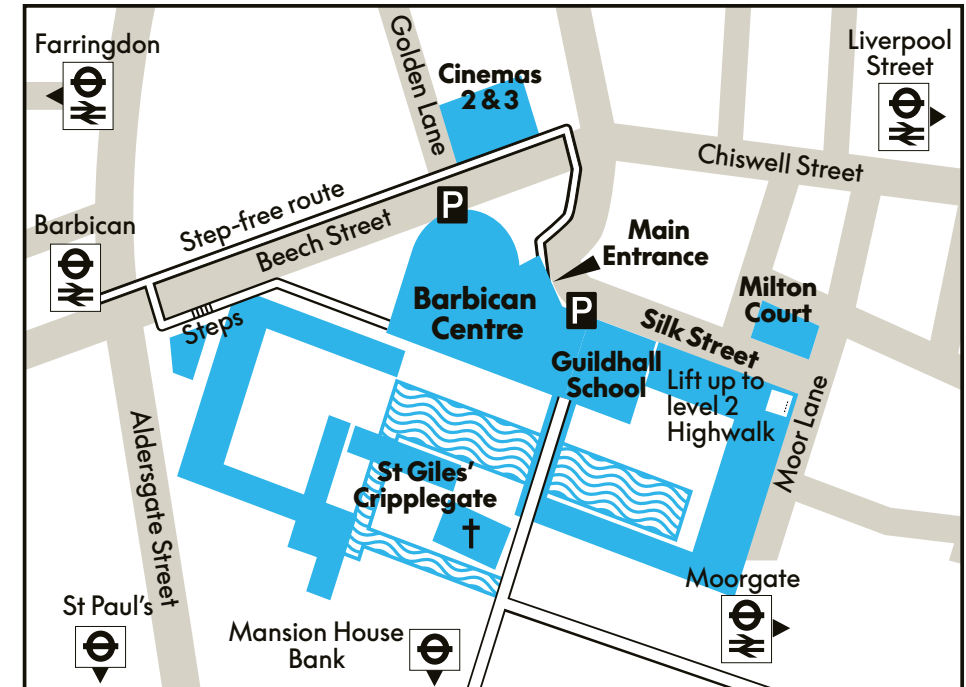 Farringdon
Golden Lane
Cinemas
2 & 3
Liverpool
Street
Chiswell Street
Step-free route
Beech Street
P
Barbican
Main
Entrance
Barbican
Centre
P
Milton
Court
Steps
Silk Street
Guildhall
School
Lift up to
level 2
Highwalk
Moor Lane
Aldersgate Street
St Giles'
Cripplegate
St Paul's
Mansion House
Bank
Moorgate